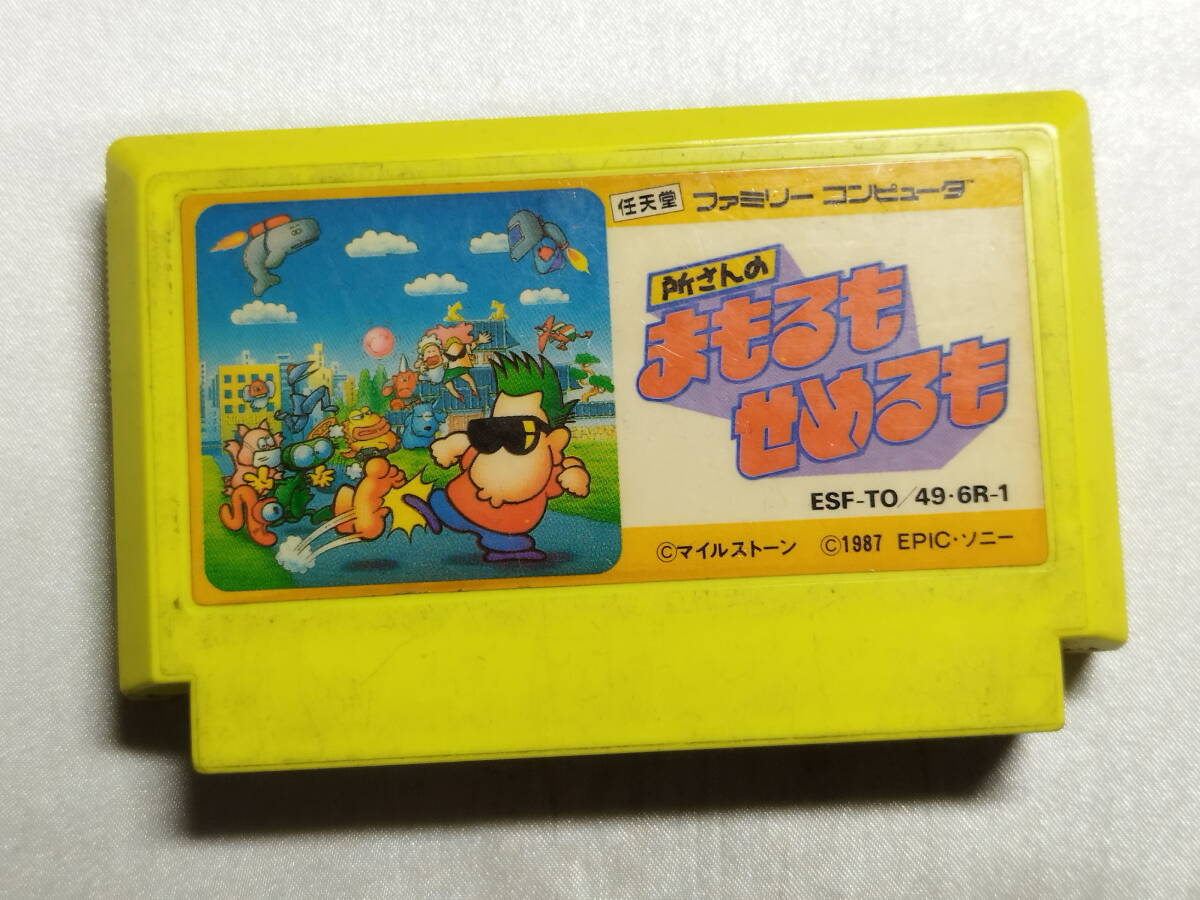 任天堂 ファミリー コンピュータ
所さんの
まもるも
せめるも
ESF-TO/49・6R-1
©マイルストーン ©1987 EPIC・ソニー